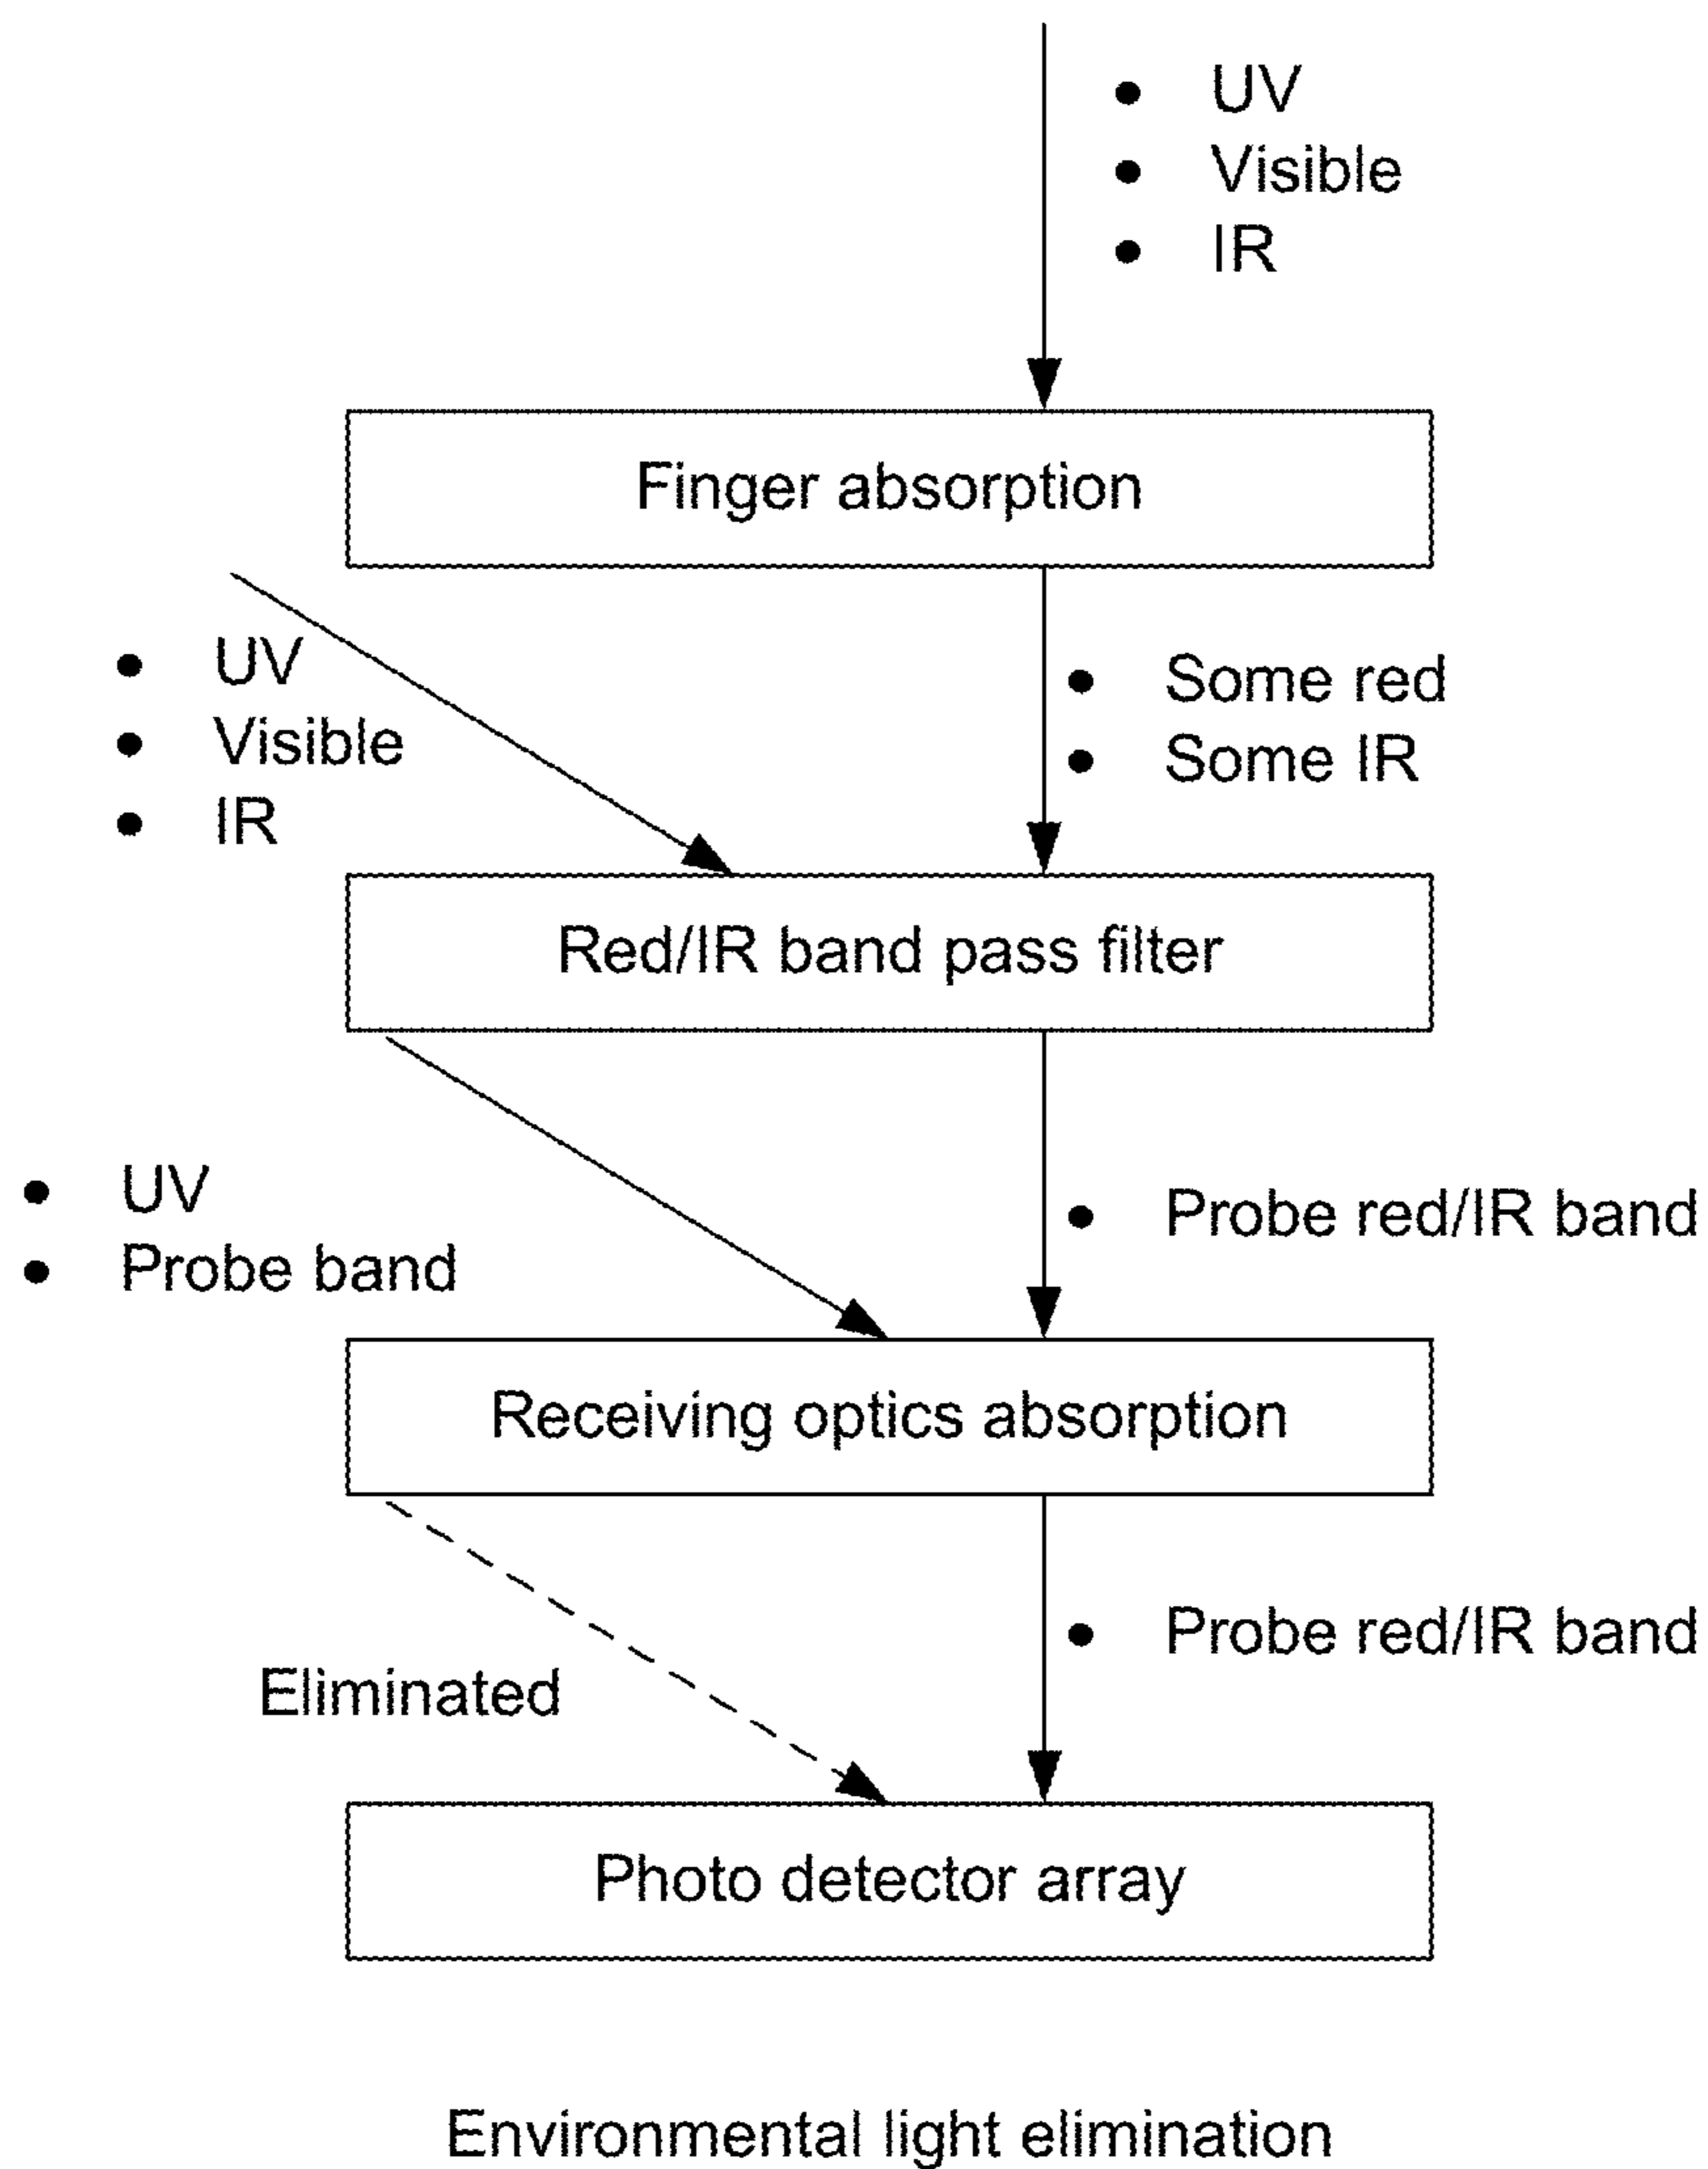 • UV
• Visible
• IR
Finger absorption
• UV
• Visible
• IR
• Some red
• Some IR
Red/IR band pass filter
• UV
• Probe band
• Probe red/IR band
Receiving optics absorption
Eliminated
• Probe red/IR band
Photo detector array
Environmental light elimination